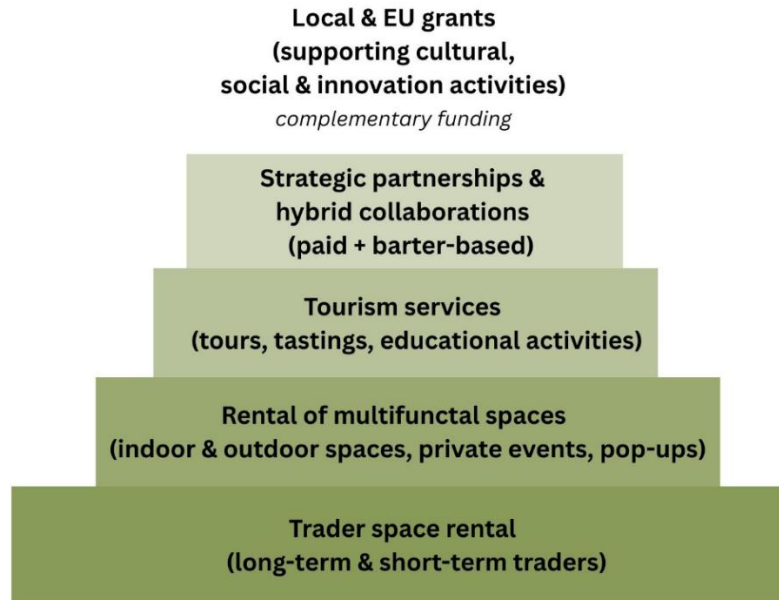 Local & EU grants
(supporting cultural,
social & innovation activities)
complementary funding
Strategic partnerships &
hybrid collaborations
(paid + barter-based)
Tourism services
(tours, tastings, educational activities)
Rental of multifunctal spaces
(indoor & outdoor spaces, private events, pop-ups)
Trader space rental
(long-term & short-term traders)